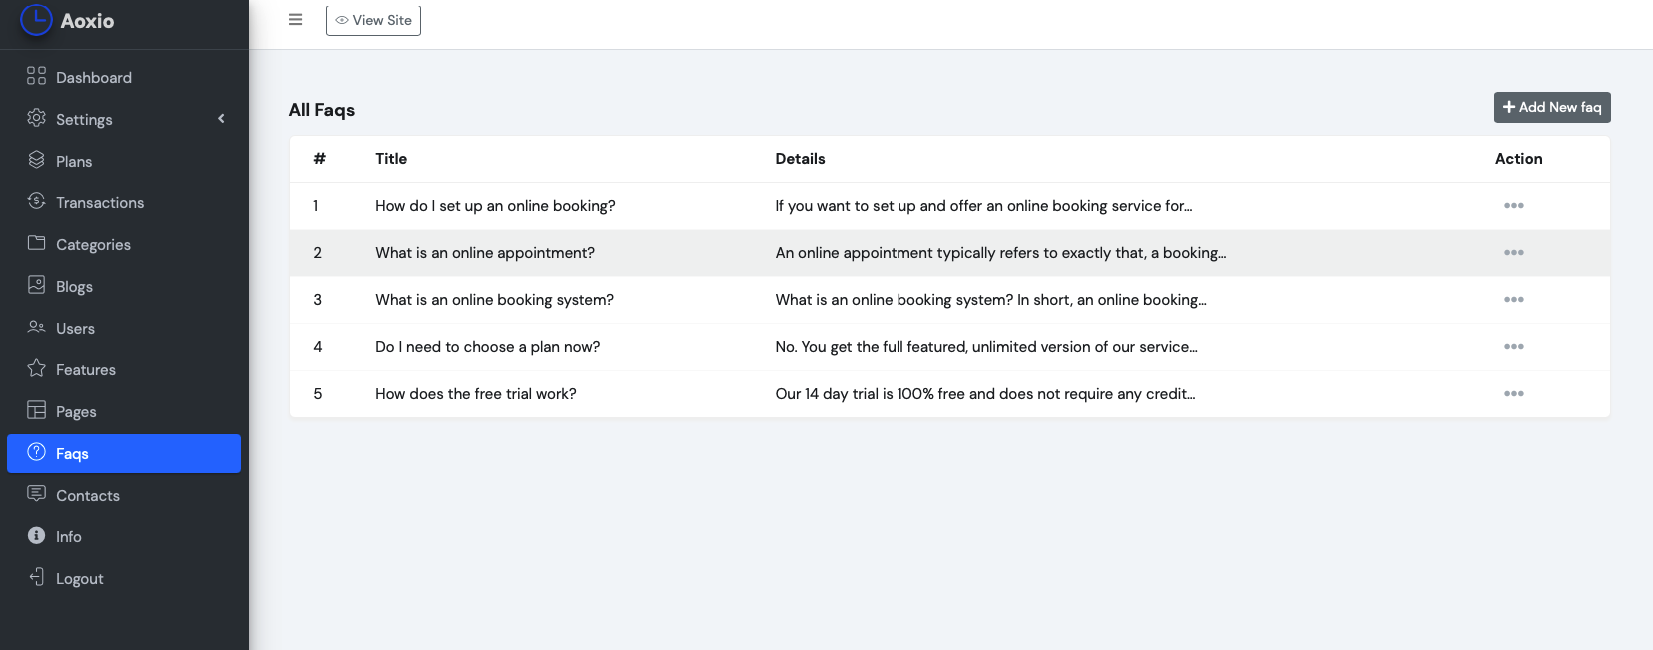 Aoxio
View Site
Dashboard
Settings
Plans
Transactions
Categories
Blogs
Users
Features
Pages
Faqs
Contacts
Info
Logout
All Faqs
Add New faq
# Title Details Action
1 How do I set up an online booking? If you want to set up and offer an online booking service for...
2 What is an online appointment? An online appointment typically refers to exactly that, a booking...
3 What is an online booking system? What is an online booking system? In short, an online booking...
4 Do I need to choose a plan now? No. You get the full featured, unlimited version of our service...
5 How does the free trial work? Our 14 day trial is 100% free and does not require any credit...